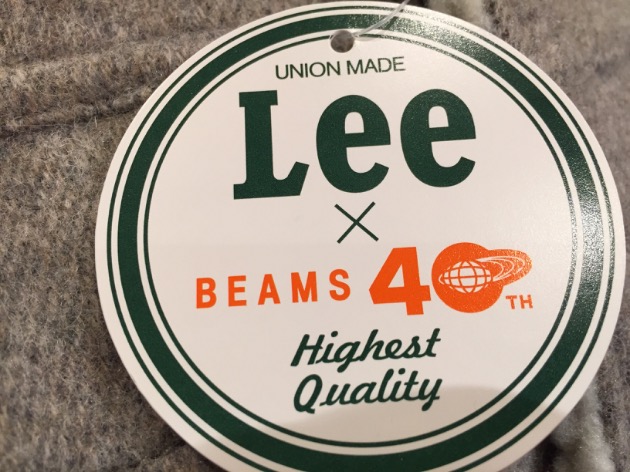 UNION MADE
Lee
×
BEAMS 40TH
Highest
Quality